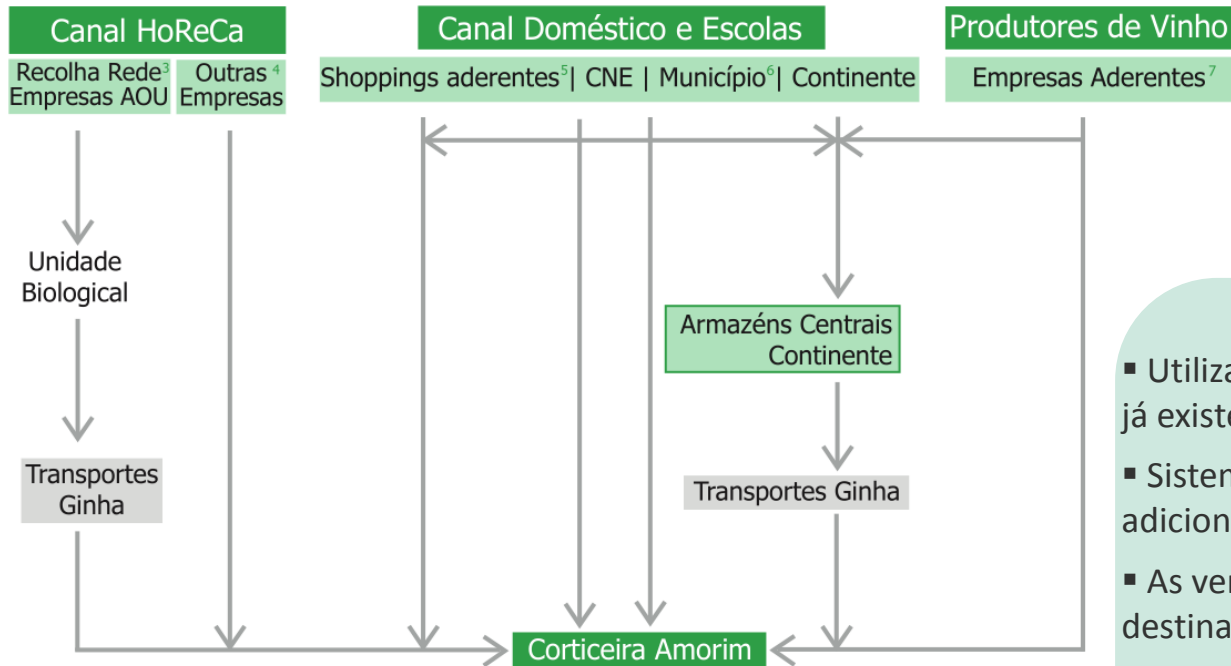 Canal HoReCa
Recolha Rede³ Empresas AOU
Outras ⁴ Empresas
Canal Doméstico e Escolas
Shoppings aderentes⁵| CNE | Município⁶| Continente
Produtores de Vinho
Empresas Aderentes⁷
Unidade
Biological
Transportes
Ginha
Armazéns Centrais
Continente
Transportes Ginha
Corticeira Amorim
▪ Utiliza
já existe
▪ Sister
adicion
▪ As ver
destina